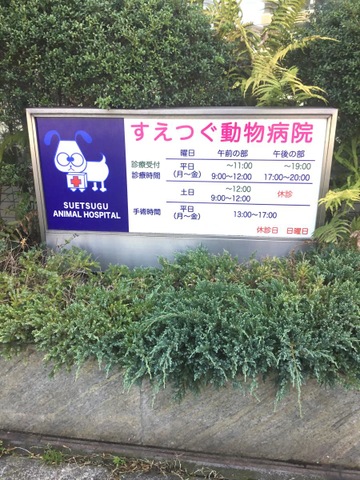 すえつぐ動物病院
曜日 午前の部 午後の部
診療受付 平日 〜11:00 〜19:00
診療時間 (月〜金) 9:00〜12:00 17:00〜20:00
土日 〜12:00 休診
9:00〜12:00
手術時間 平日 (月〜金) 13:00〜17:00
休診日 日曜日
SUETSUGU
ANIMAL HOSPITAL